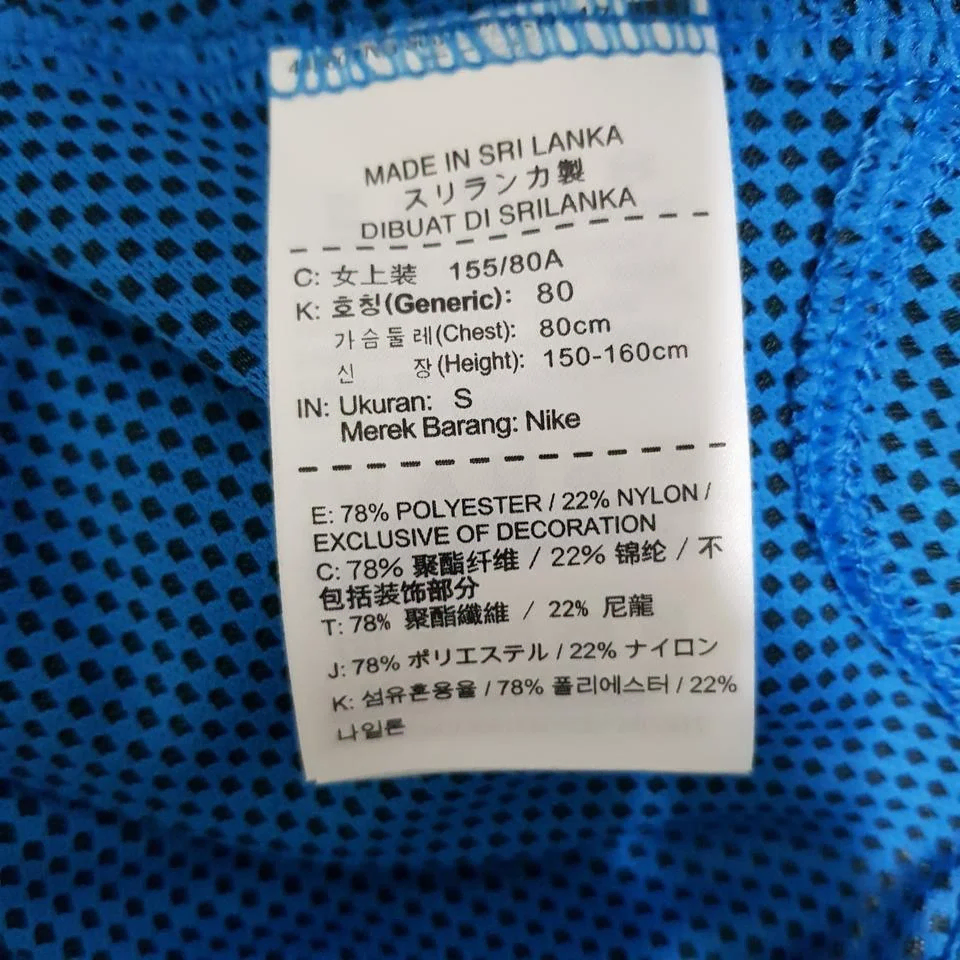 MADE IN SRI LANKA
スリランカ製
DIBUAT DI SRILANKA
C: 女上装 155/80A
K: 호칭(Generic): 80
가슴둘레(Chest): 80cm
신 장(Height): 150-160cm
IN: Ukuran: S
Merek Barang: Nike
E: 78% POLYESTER / 22% NYLON /
EXCLUSIVE OF DECORATION
C: 78% 聚酯纤维 / 22% 锦纶 / 不
包括装饰部分
T: 78% 聚酯纖維 / 22% 尼龍
J: 78% ポリエステル / 22% ナイロン
K: 섬유혼용율 / 78% 폴리에스터 / 22%
나일론